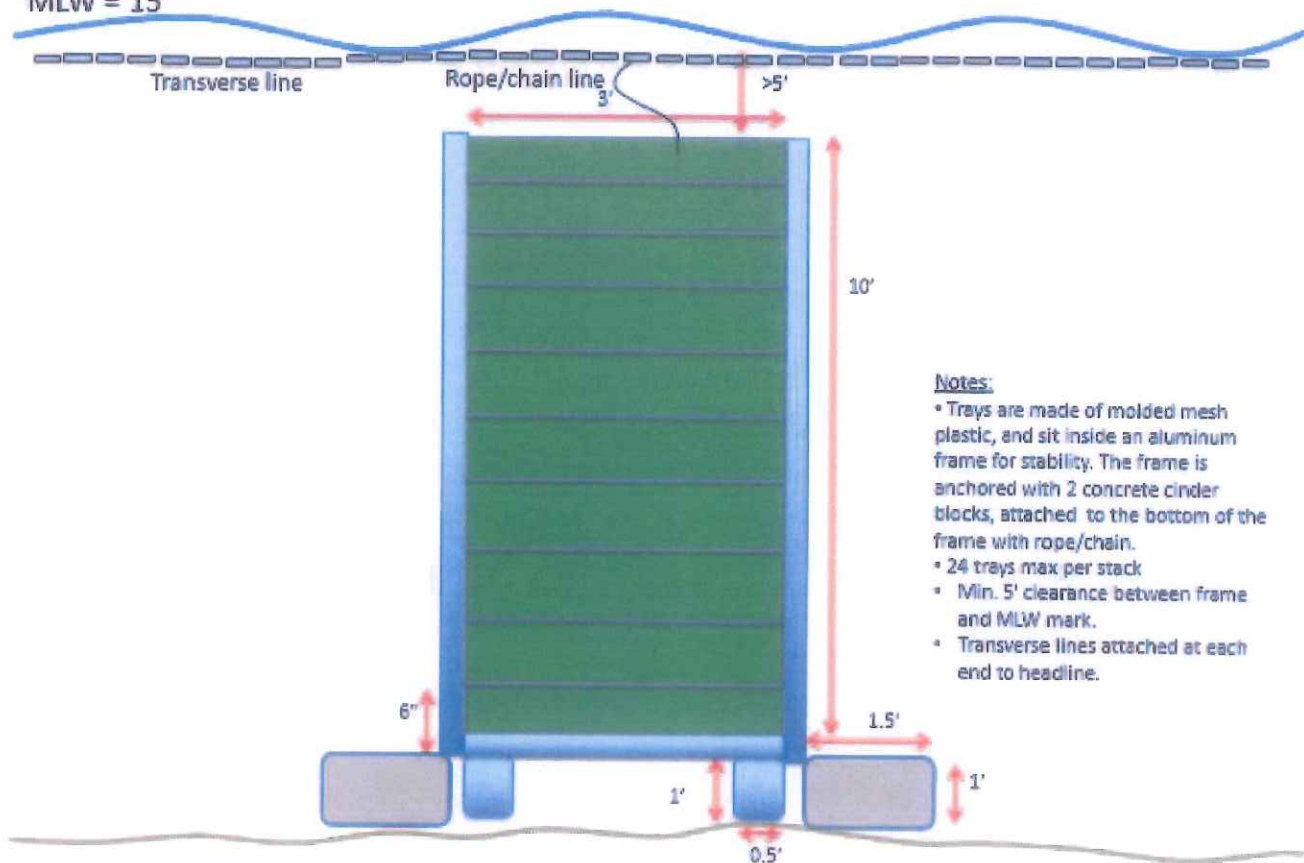 MLW = 15'
Transverse line
Rope/chain line
>5'
3'
10'
Notes:
• Trays are made of molded mesh
plastic, and sit inside an aluminum
frame for stability. The frame is
anchored with 2 concrete cinder
blocks, attached to the bottom of the
frame with rope/chain.
• 24 trays max per stack
• Min. 5' clearance between frame
and MLW mark.
• Transverse lines attached at each
end to headline.
6"
1.5'
1'
1'
0.5'